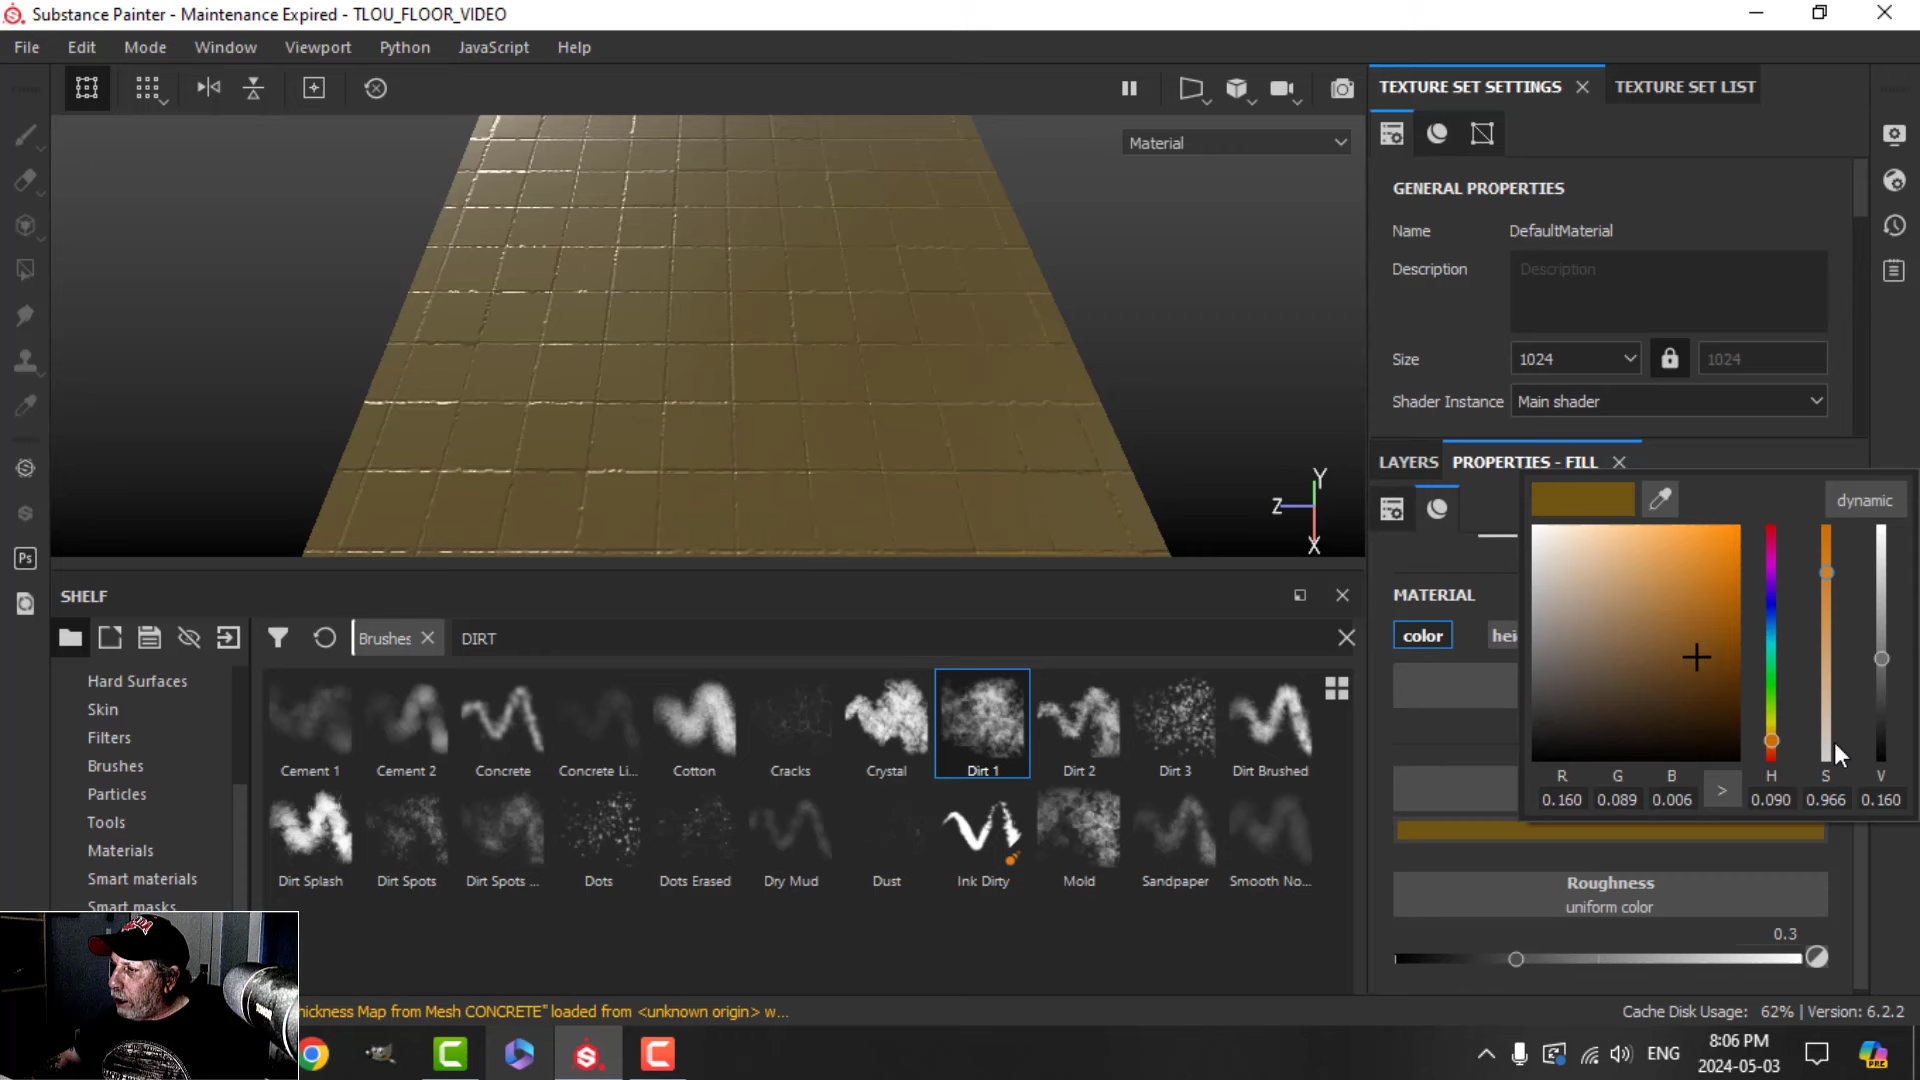 Substance Painter - Maintenance Expired - TLOU_FLOOR_VIDEO
File Edit Mode Window Viewport Python JavaScript Help
TEXTURE SET SETTINGS TEXTURE SET LIST
Material
GENERAL PROPERTIES
Name DefaultMaterial
Description Description
Size 1024 1024
Shader Instance Main shader
LAYERS PROPERTIES - FILL
dynamic
MATERIAL
color hei
R G B H S V
0.160 0.089 0.006 > 0.090 0.966 0.160
Roughness
uniform color
0.3
Y
Z
X
SHELF
Brushes DIRT
Hard Surfaces
Skin
Filters
Brushes
Particles
Tools
Materials
Smart materials
Smart masks
Cement 1 Cement 2 Concrete Concrete Li... Cotton Cracks Crystal Dirt 1 Dirt 2 Dirt 3 Dirt Brushed
Dirt Splash Dirt Spots Dirt Spots ... Dots Dots Erased Dry Mud Dust Ink Dirty Mold Sandpaper Smooth No...
Ps
hickness Map from Mesh CONCRETE" loaded from <unknown origin> w...
Cache Disk Usage: 62% | Version: 6.2.2
ENG
8:06 PM
2024-05-03
PRE